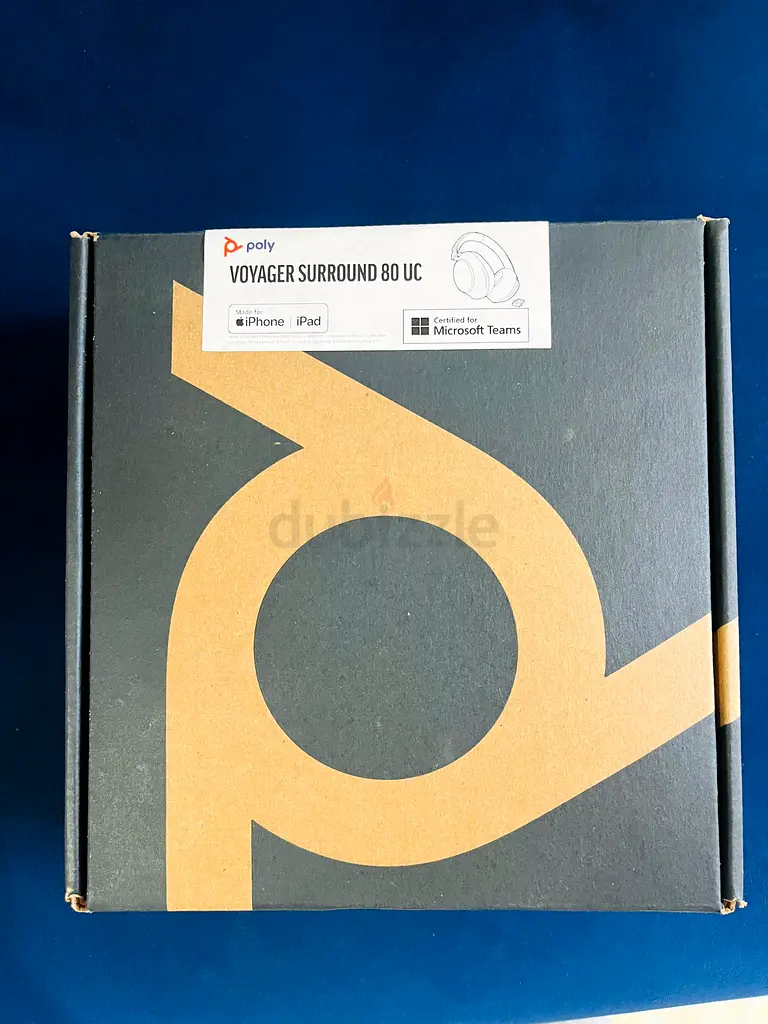 poly
VOYAGER SURROUND 80 UC
Made for
iPhone | iPad
Certified for
Microsoft Teams
dubizzle